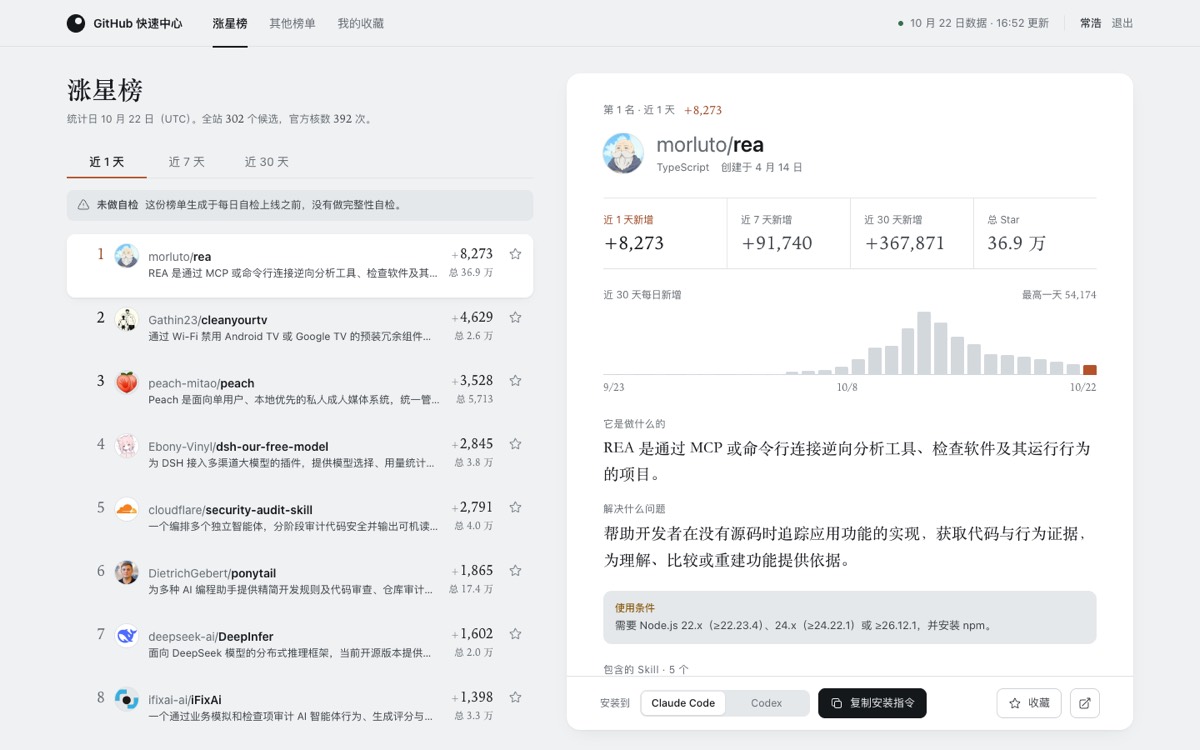 GitHub 快速中心
涨星榜
其他榜单
我的收藏
10 月 22 日数据 · 16:52 更新
常浩
退出
涨星榜
统计日 10 月 22 日（UTC）。全站 302 个候选，官方核数 392 次。
近 1 天
近 7 天
近 30 天
未做自检 这份榜单生成于每日自检上线之前，没有做完整性自检。
1
morluto/rea
+8,273
REA 是通过 MCP 或命令行连接逆向分析工具、检查软件及其…
总 36.9 万
2
Gathin23/cleanyourtv
+4,629
通过 Wi-Fi 禁用 Android TV 或 Google TV 的预装冗余组件…
总 2.6 万
3
peach-mitao/peach
+3,528
Peach 是面向单用户、本地优先的私人成人媒体系统，统一管…
总 5,713
4
Ebony-Vinyl/dsh-our-free-model
+2,845
为 DSH 接入多渠道大模型的插件，提供模型选择、用量统计…
总 3.8 万
5
cloudflare/security-audit-skill
+2,791
一个编排多个独立智能体，分阶段审计代码安全并输出可机读…
总 4.0 万
6
DietrichGebert/ponytail
+1,865
为多种 AI 编程助手提供精简开发规则及代码审查、仓库审计…
总 17.4 万
7
deepseek-ai/DeepInfer
+1,602
面向 DeepSeek 模型的分布式推理框架，当前开源版本提供…
总 2.0 万
8
ifixai-ai/iFixAi
+1,398
一个通过业务模拟和检查项审计 AI 智能体行为、生成评分与…
总 3.3 万
第 1 名 · 近 1 天 +8,273
morluto/rea
TypeScript 创建于 4 月 14 日
近 1 天新增
+8,273
近 7 天新增
+91,740
近 30 天新增
+367,871
总 Star
36.9 万
近 30 天每日新增
最高一天 54,174
9/23
10/8
10/22
它是做什么的
REA 是通过 MCP 或命令行连接逆向分析工具、检查软件及其运行行为
的项目。
解决什么问题
帮助开发者在没有源码时追踪应用功能的实现，获取代码与行为证据，
为理解、比较或重建功能提供依据。
使用条件
需要 Node.js 22.x（≥22.23.4）、24.x（≥24.22.1）或 ≥26.12.1，并安装 npm。
包含的 Skill · 5 个
安装到
Claude Code
Codex
复制安装指令
收藏